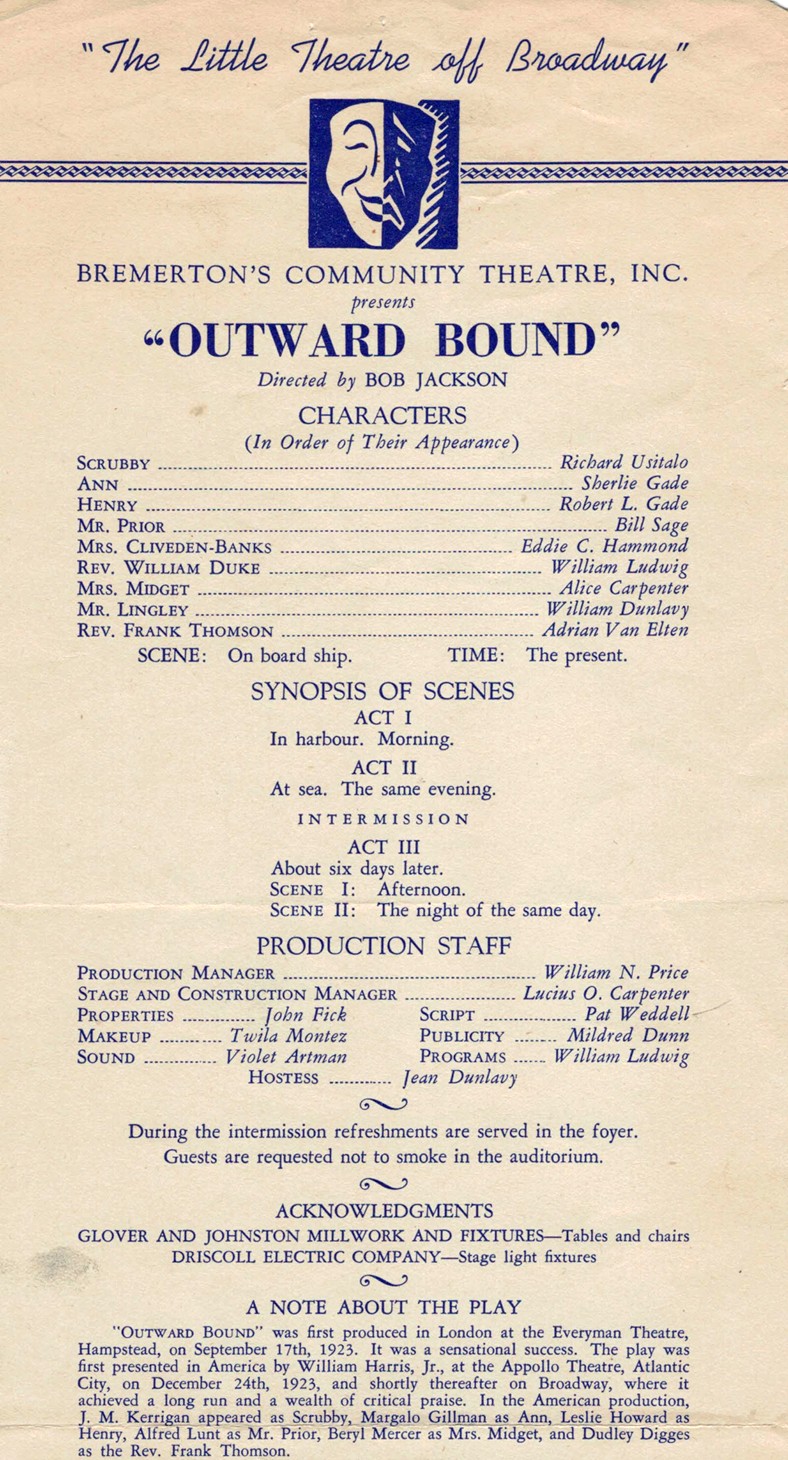 "The Little Theatre off Broadway"
BREMERTON'S COMMUNITY THEATRE, INC.
presents
"OUTWARD BOUND"
Directed by BOB JACKSON
CHARACTERS
(In Order of Their Appearance)
SCRUBBY Richard Usitalo
ANN Sherlie Gade
HENRY Robert L. Gade
MR. PRIOR Bill Sage
MRS. CLIVEDEN-BANKS Eddie C. Hammond
REV. WILLIAM DUKE William Ludwig
MRS. MIDGET Alice Carpenter
MR. LINGLEY William Dunlavy
REV. FRANK THOMSON Adrian Van Elten
SCENE: On board ship. TIME: The present.
SYNOPSIS OF SCENES
ACT I
In harbour. Morning.
ACT II
At sea. The same evening.
INTERMISSION
ACT III
About six days later.
SCENE I: Afternoon.
SCENE II: The night of the same day.
PRODUCTION STAFF
PRODUCTION MANAGER William N. Price
STAGE AND CONSTRUCTION MANAGER Lucius O. Carpenter
PROPERTIES John Fick SCRIPT Pat Weddell
MAKEUP Twila Montez PUBLICITY Mildred Dunn
SOUND Violet Artman PROGRAMS William Ludwig
HOSTESS Jean Dunlavy
During the intermission refreshments are served in the foyer.
Guests are requested not to smoke in the auditorium.
ACKNOWLEDGMENTS
GLOVER AND JOHNSTON MILLWORK AND FIXTURES—Tables and chairs
DRISCOLL ELECTRIC COMPANY—Stage light fixtures
A NOTE ABOUT THE PLAY
"OUTWARD BOUND" was first produced in London at the Everyman Theatre,
Hampstead, on September 17th, 1923. It was a sensational success. The play was
first presented in America by William Harris, Jr., at the Appollo Theatre, Atlantic
City, on December 24th, 1923, and shortly thereafter on Broadway, where it
achieved a long run and a wealth of critical praise. In the American production,
J. M. Kerrigan appeared as Scrubby, Margalo Gillman as Ann, Leslie Howard as
Henry, Alfred Lunt as Mr. Prior, Beryl Mercer as Mrs. Midget, and Dudley Digges
as the Rev. Frank Thomson.